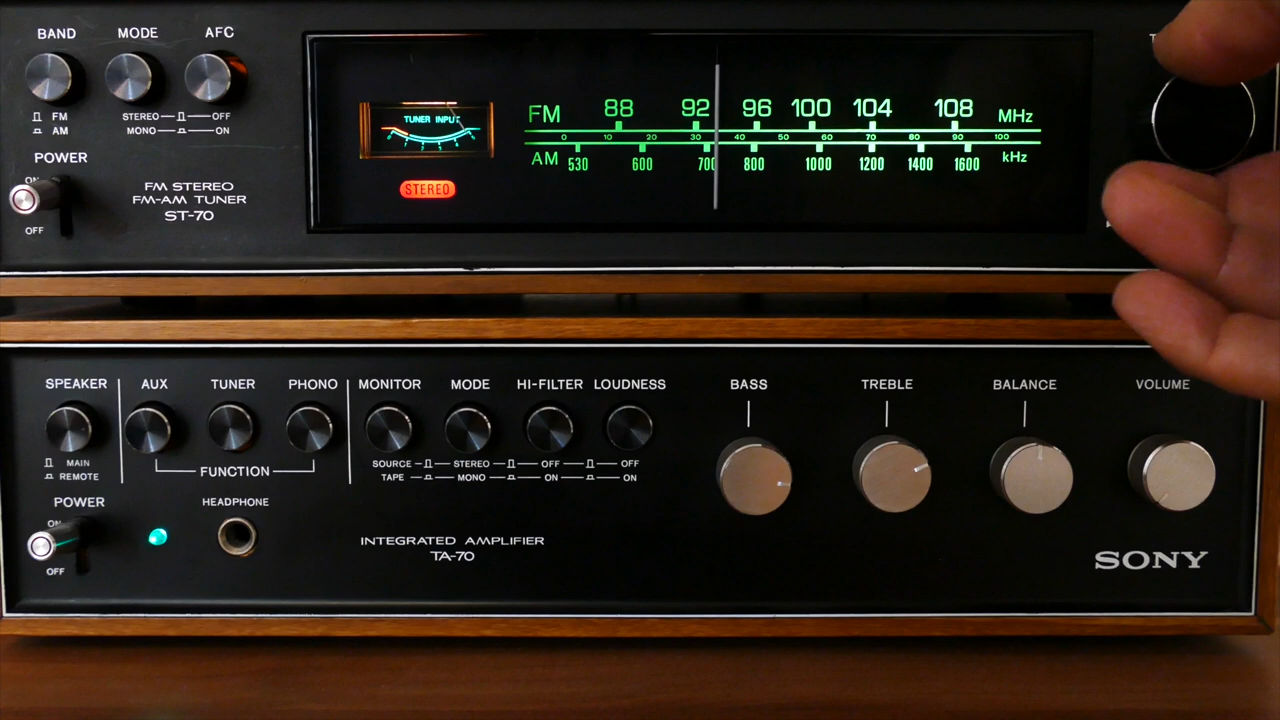 BAND MODE AFC
FM STEREO OFF
AM MONO ON
POWER
ON
OFF
FM STEREO
FM-AM TUNER
ST-70
TUNER INPUT
STEREO
FM 88 92 96 100 104 108 MHz
0 10 20 30 40 50 60 70 80 90 100
AM 530 600 700 800 1000 1200 1400 1600 kHz
SPEAKER AUX TUNER PHONO MONITOR MODE HI-FILTER LOUDNESS BASS TREBLE BALANCE VOLUME
MAIN
REMOTE
FUNCTION
SOURCE STEREO OFF OFF
TAPE MONO ON ON
POWER
ON
OFF
HEADPHONE
INTEGRATED AMPLIFIER
TA-70
SONY